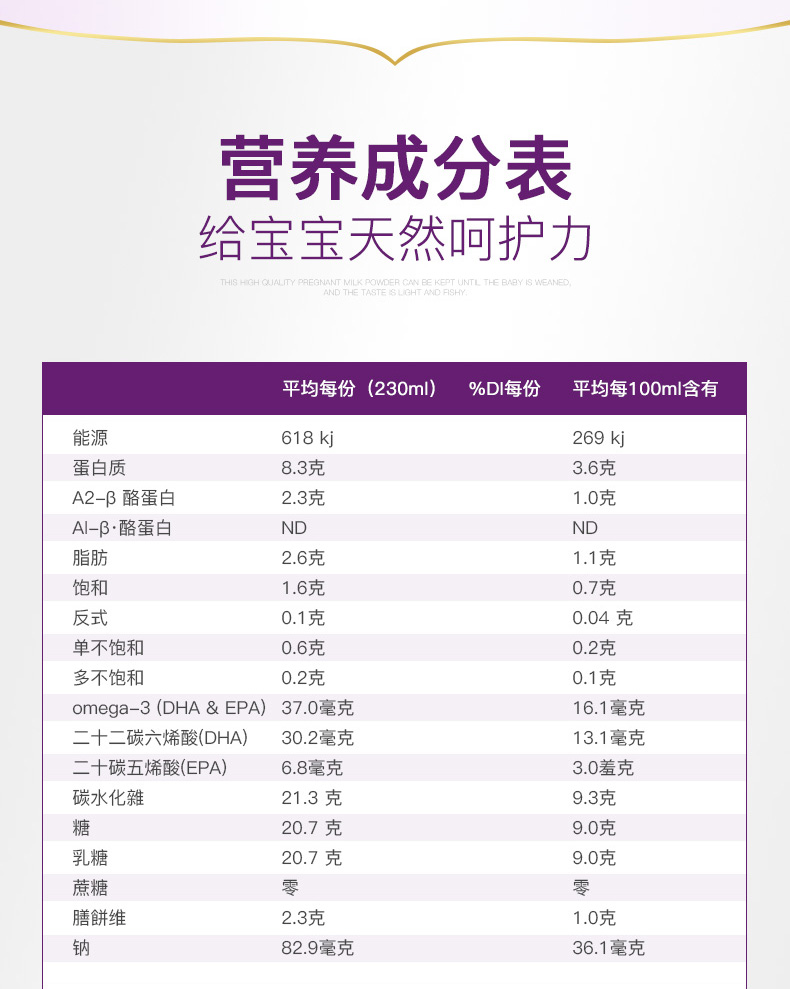 营养成分表
给宝宝天然呵护力
THIS HIGH QUALITY PREGNANT MILK POWDER CAN BE KEPT UNTIL THE BABY IS WEANED,
AND THE TASTE IS LIGHT AND FISHY.
平均每份（230ml） %DI每份 平均每100ml含有
能源 618 kj 269 kj
蛋白质 8.3克 3.6克
A2-β 酪蛋白 2.3克 1.0克
Al-β·酪蛋白 ND ND
脂肪 2.6克 1.1克
饱和 1.6克 0.7克
反式 0.1克 0.04 克
单不饱和 0.6克 0.2克
多不饱和 0.2克 0.1克
omega-3 (DHA & EPA) 37.0毫克 16.1毫克
二十二碳六烯酸(DHA) 30.2毫克 13.1毫克
二十碳五烯酸(EPA) 6.8毫克 3.0羞克
碳水化雜 21.3 克 9.3克
糖 20.7 克 9.0克
乳糖 20.7 克 9.0克
蔗糖 零 零
膳餅维 2.3克 1.0克
钠 82.9毫克 36.1毫克